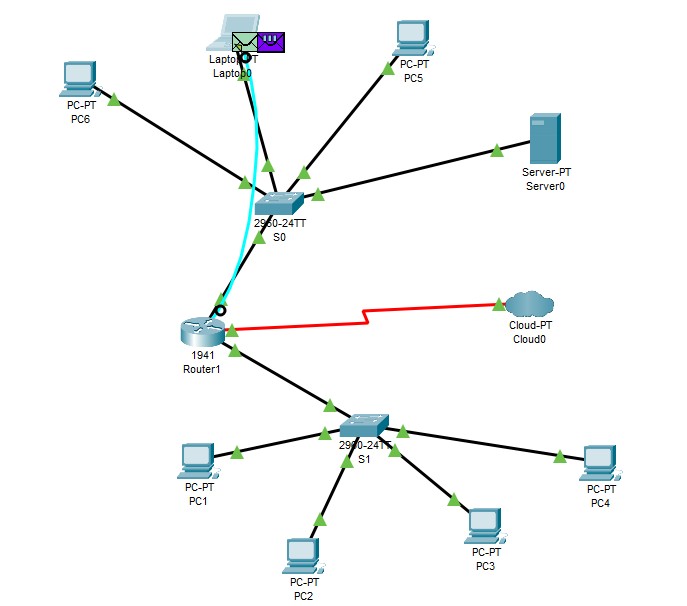 Laptop-PT
Laptop0
PC-PT
PC5
PC-PT
PC6
Server-PT
Server0
2960-24TT
S0
Cloud-PT
Cloud0
1941
Router1
2960-24TT
S1
PC-PT
PC1
PC-PT
PC4
PC-PT
PC3
PC-PT
PC2